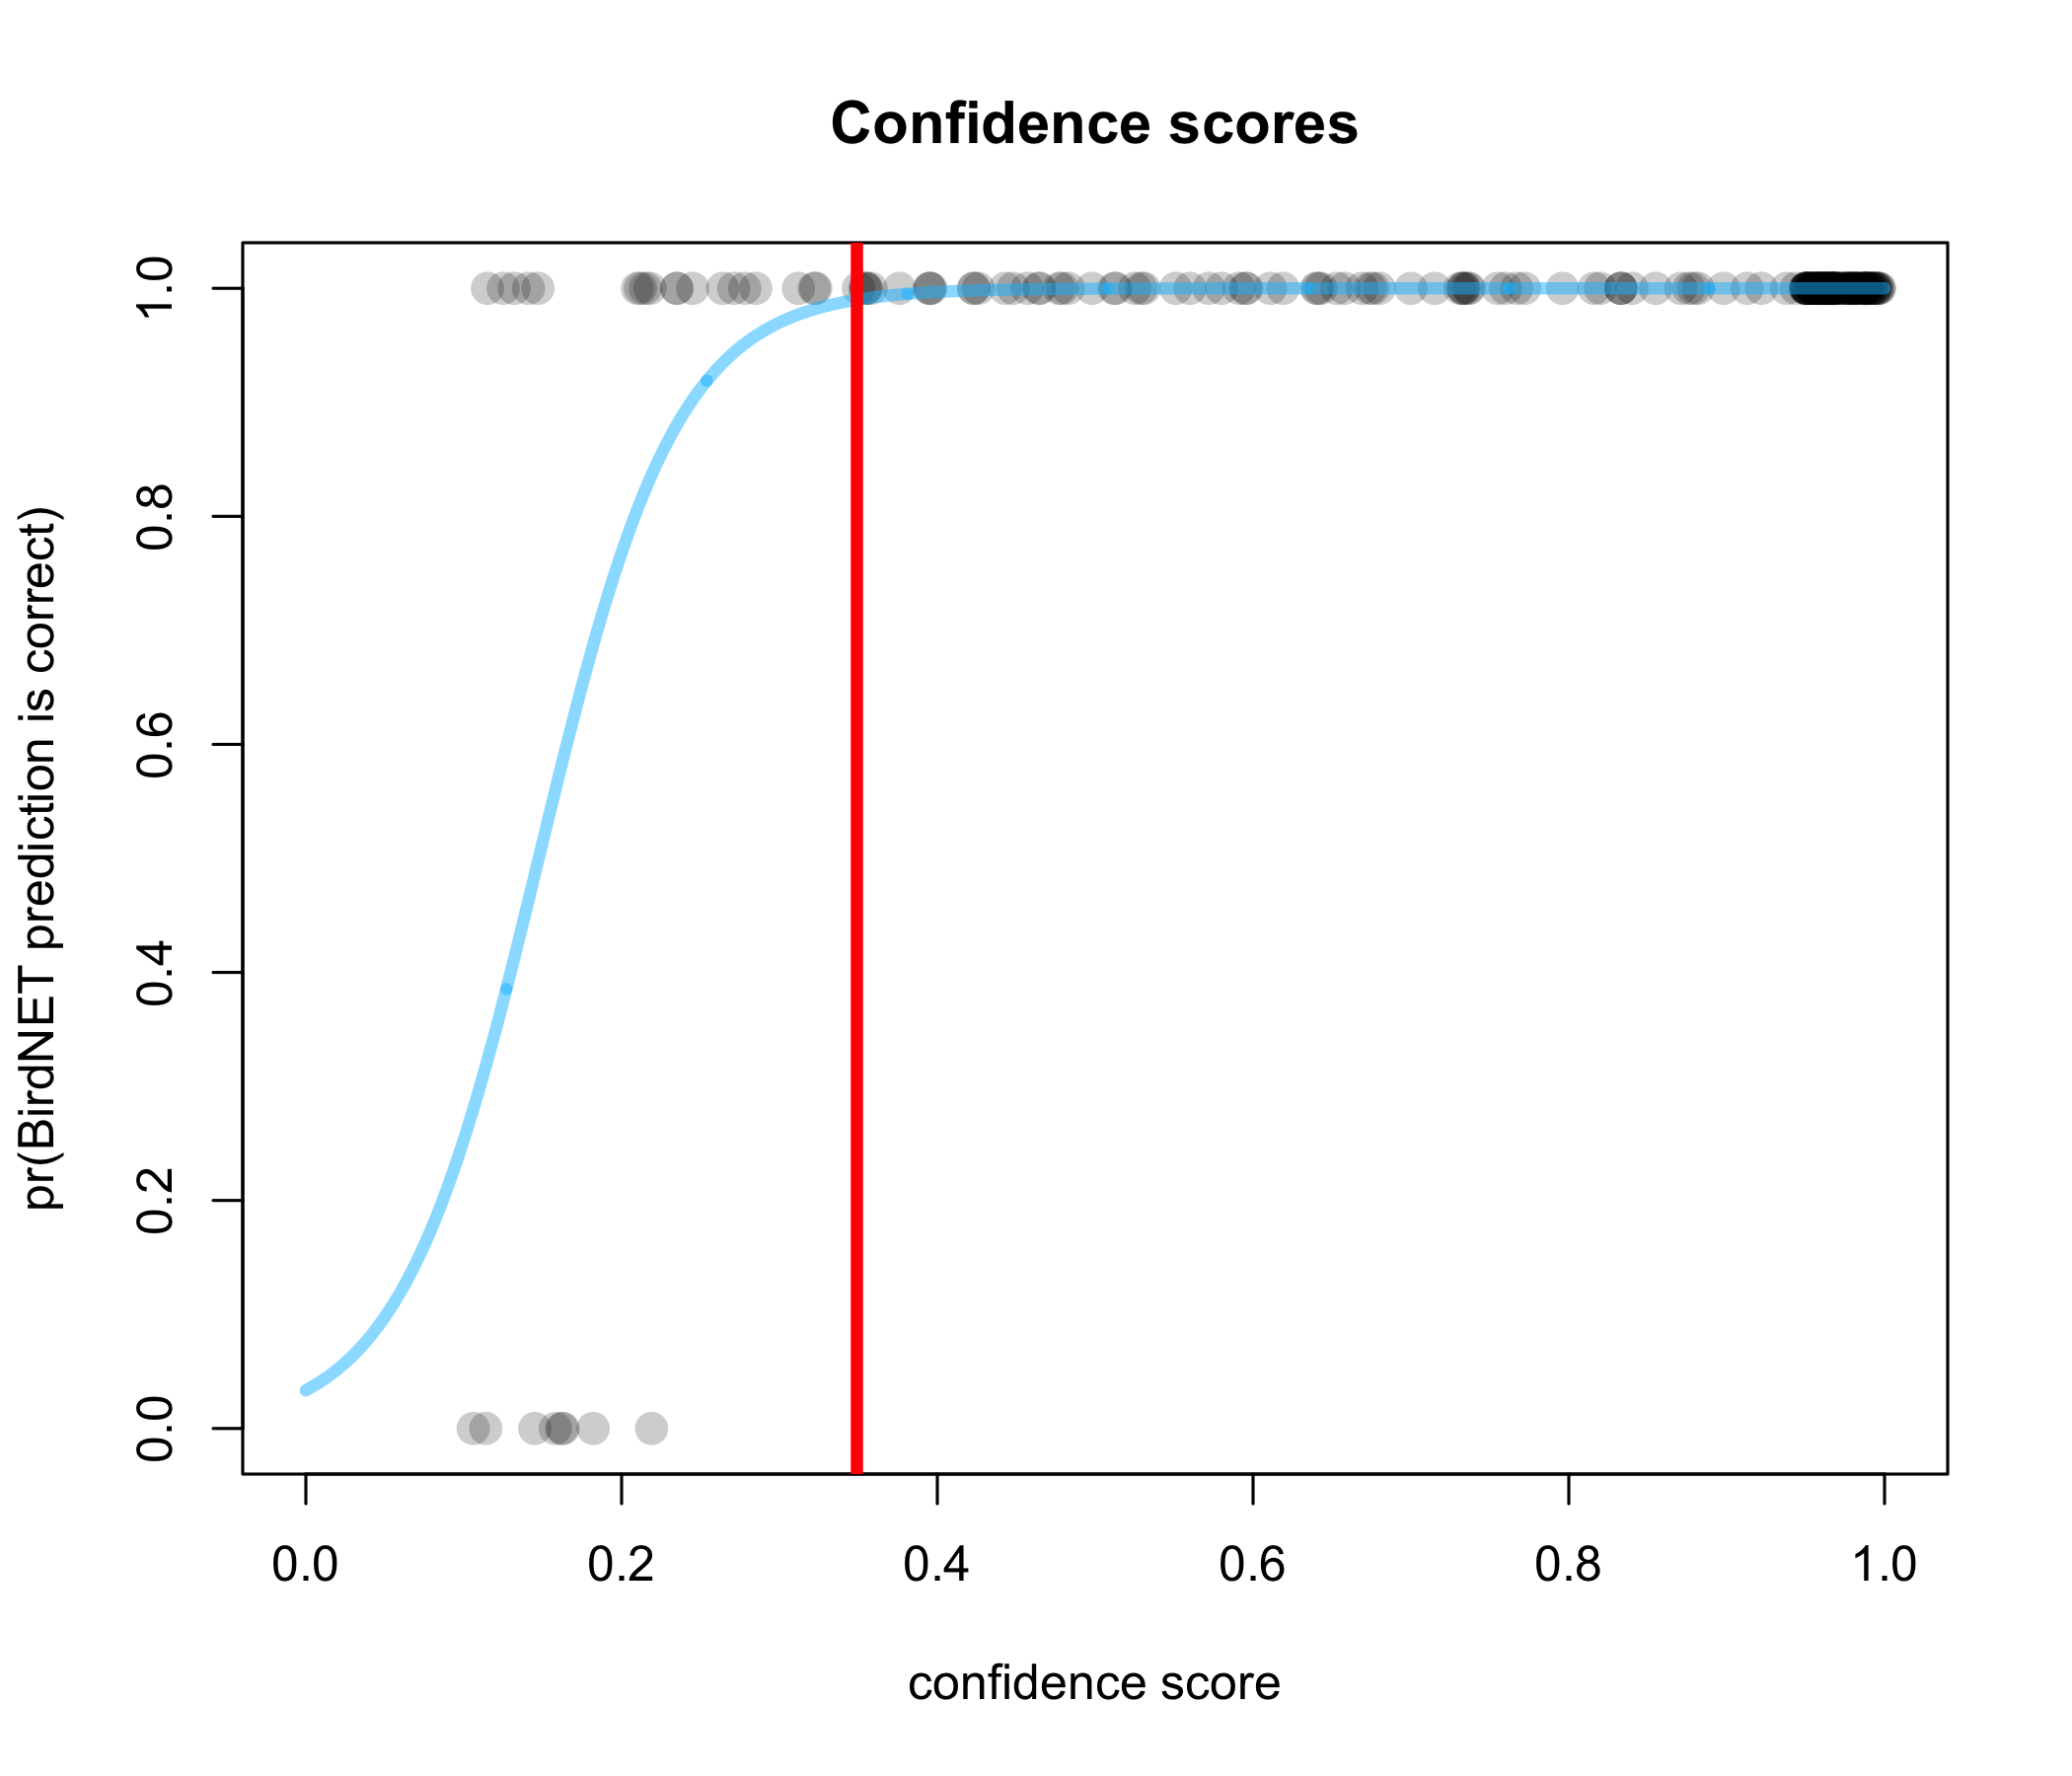 Confidence scores
pr(BirdNET prediction is correct)
1.0
0.8
0.6
0.4
0.2
0.0
0.0 0.2 0.4 0.6 0.8 1.0
confidence score